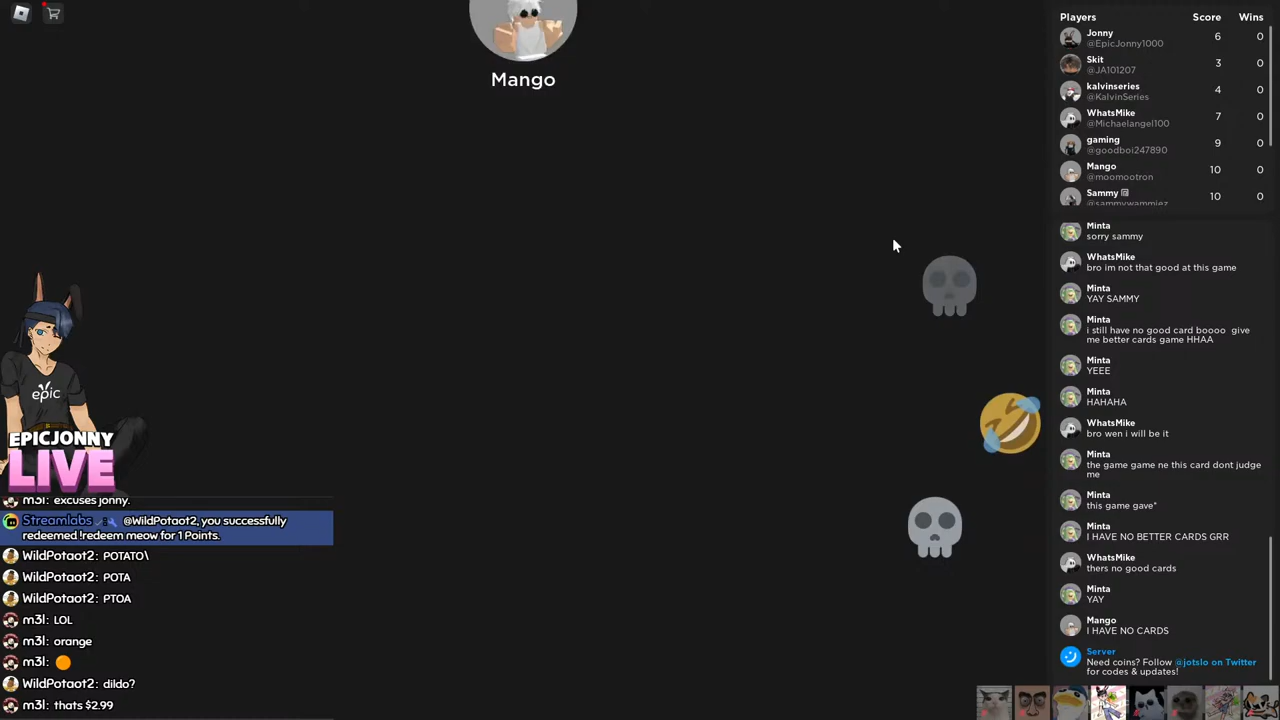 Mango
Players Score Wins
Jonny 6 0
@EpicJonny1000
Skit 3 0
@JA101207
kalvinseries 4 0
@KalvinSeries
WhatsMike 7 0
@Michaelangel100
gaming 9 0
@goodboi247890
Mango 10 0
@moomootron
Sammy 10 0
@sammywammiez
Minta
sorry sammy
WhatsMike
bro im not that good at this game
Minta
YAY SAMMY
Minta
i still have no good card boooo give
me better cards game HHAA
Minta
YEEE
Minta
HAHAHA
WhatsMike
bro wen i will be it
Minta
the game game ne this card dont judge
me
Minta
this game gave*
Minta
I HAVE NO BETTER CARDS GRR
WhatsMike
thers no good cards
Minta
YAY
Mango
I HAVE NO CARDS
Server
Need coins? Follow @jotslo on Twitter
for codes & updates!
epic
EPICJONNY
LIVE
m3l: excuses jonny.
Streamlabs @WildPotaot2, you successfully
redeemed !redeem meow for 1 Points.
WildPotaot2: POTATO\
WildPotaot2: POTA
WildPotaot2: PTOA
m3l: LOL
m3l: orange
m3l: 🟠
WildPotaot2: dildo?
m3l: thats $2.99